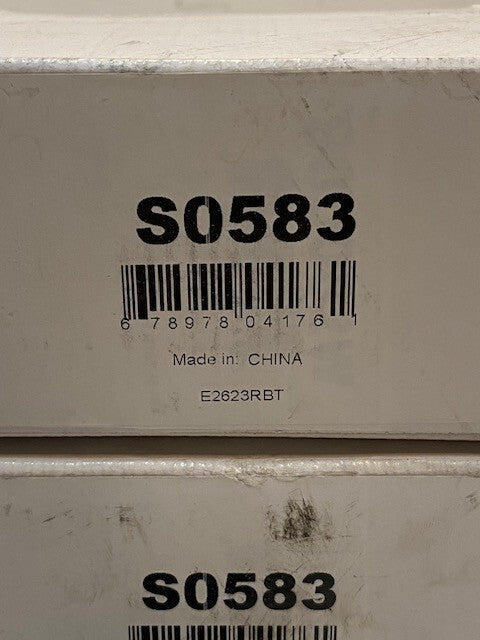 S0583
6 78978 04176 1
Made in: CHINA
E2623RBT
S0583